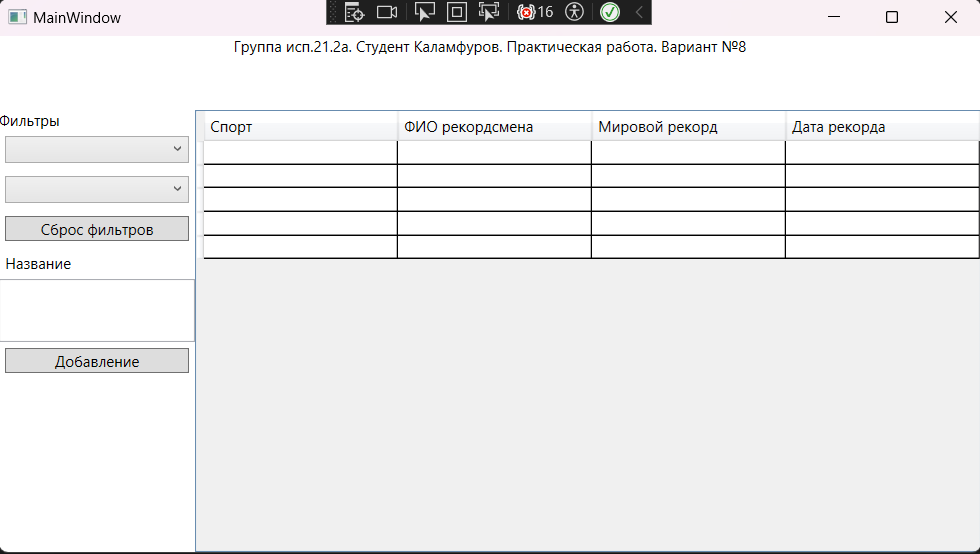 MainWindow
16
Группа исп.21.2а. Студент Каламфуров. Практическая работа. Вариант №8
Фильтры
Сброс фильтров
Название
Добавление
Спорт ФИО рекордсмена Мировой рекорд Дата рекорда